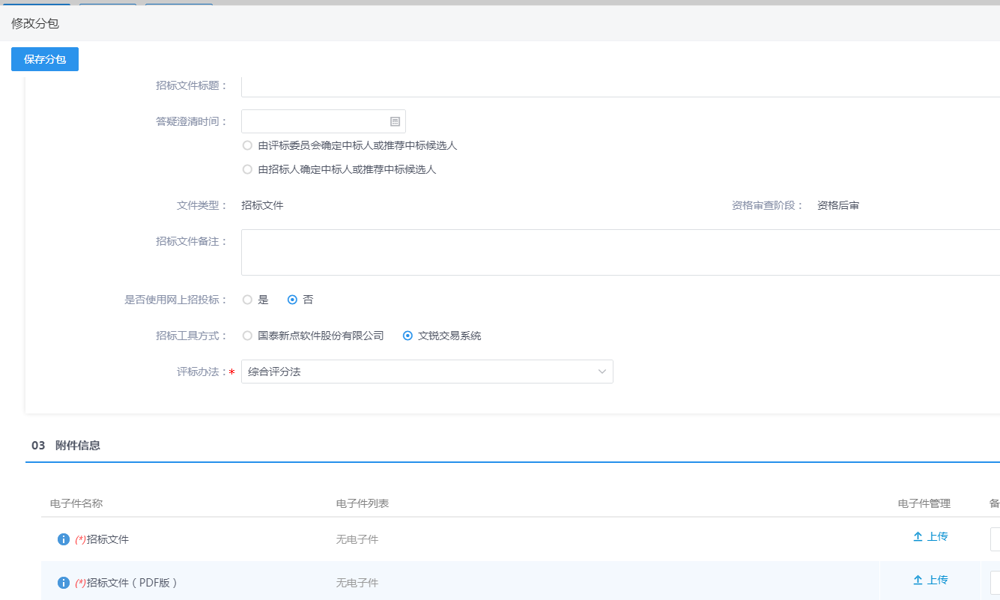 修改分包
保存分包
招标文件标题：
答疑澄清时间：
由评标委员会确定中标人或推荐中标候选人
由招标人确定中标人或推荐中标候选人
文件类型： 招标文件 资格审查阶段： 资格后审
招标文件备注：
是否使用网上招投标： 是 否
招标工具方式： 国泰新点软件股份有限公司 文锐交易系统
评标办法：* 综合评分法
03 附件信息
电子件名称 电子件列表 电子件管理 备
(*)招标文件 无电子件 上传
(*)招标文件（PDF版） 无电子件 上传